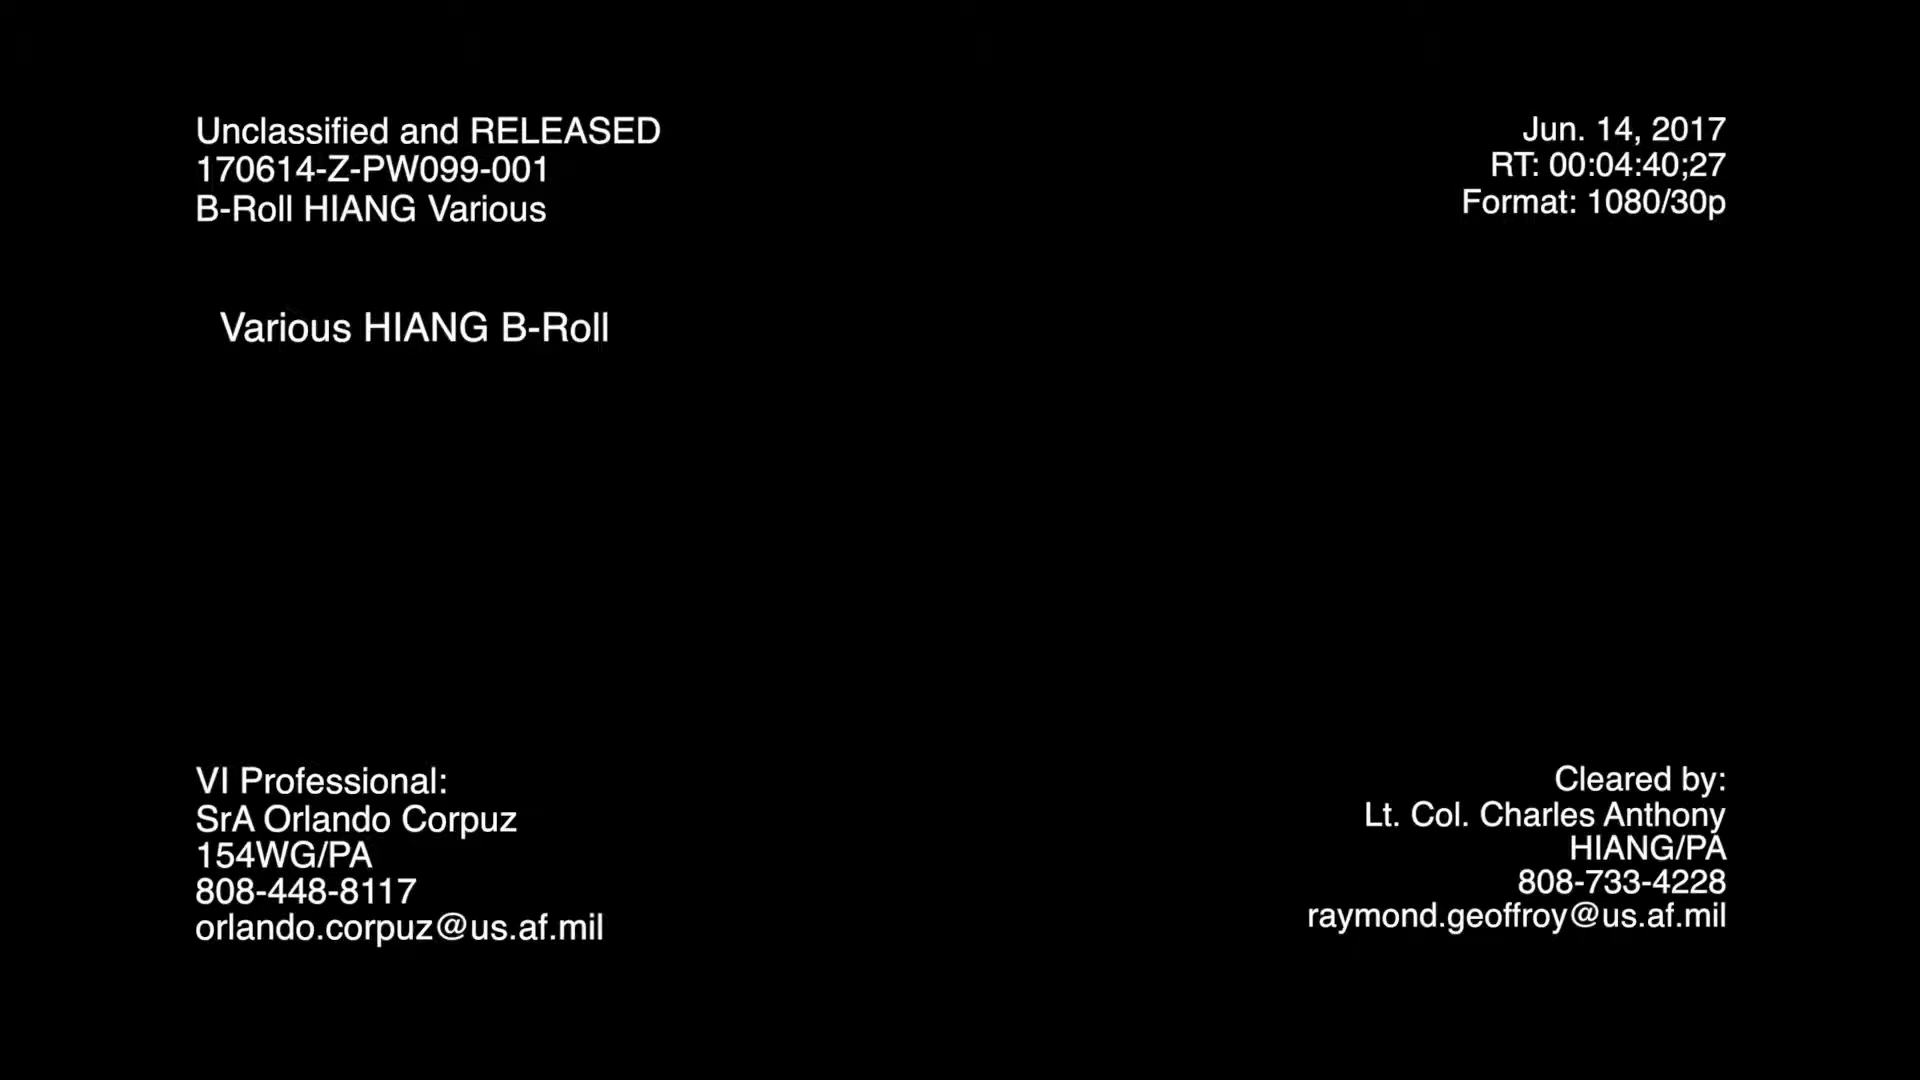 Unclassified and RELEASED
170614-Z-PW099-001
B-Roll HIANG Various
Jun. 14, 2017
RT: 00:04:40;27
Format: 1080/30p
Various HIANG B-Roll
VI Professional:
SrA Orlando Corpuz
154WG/PA
808-448-8117
orlando.corpuz@us.af.mil
Cleared by:
Lt. Col. Charles Anthony
HIANG/PA
808-733-4228
raymond.geoffroy@us.af.mil